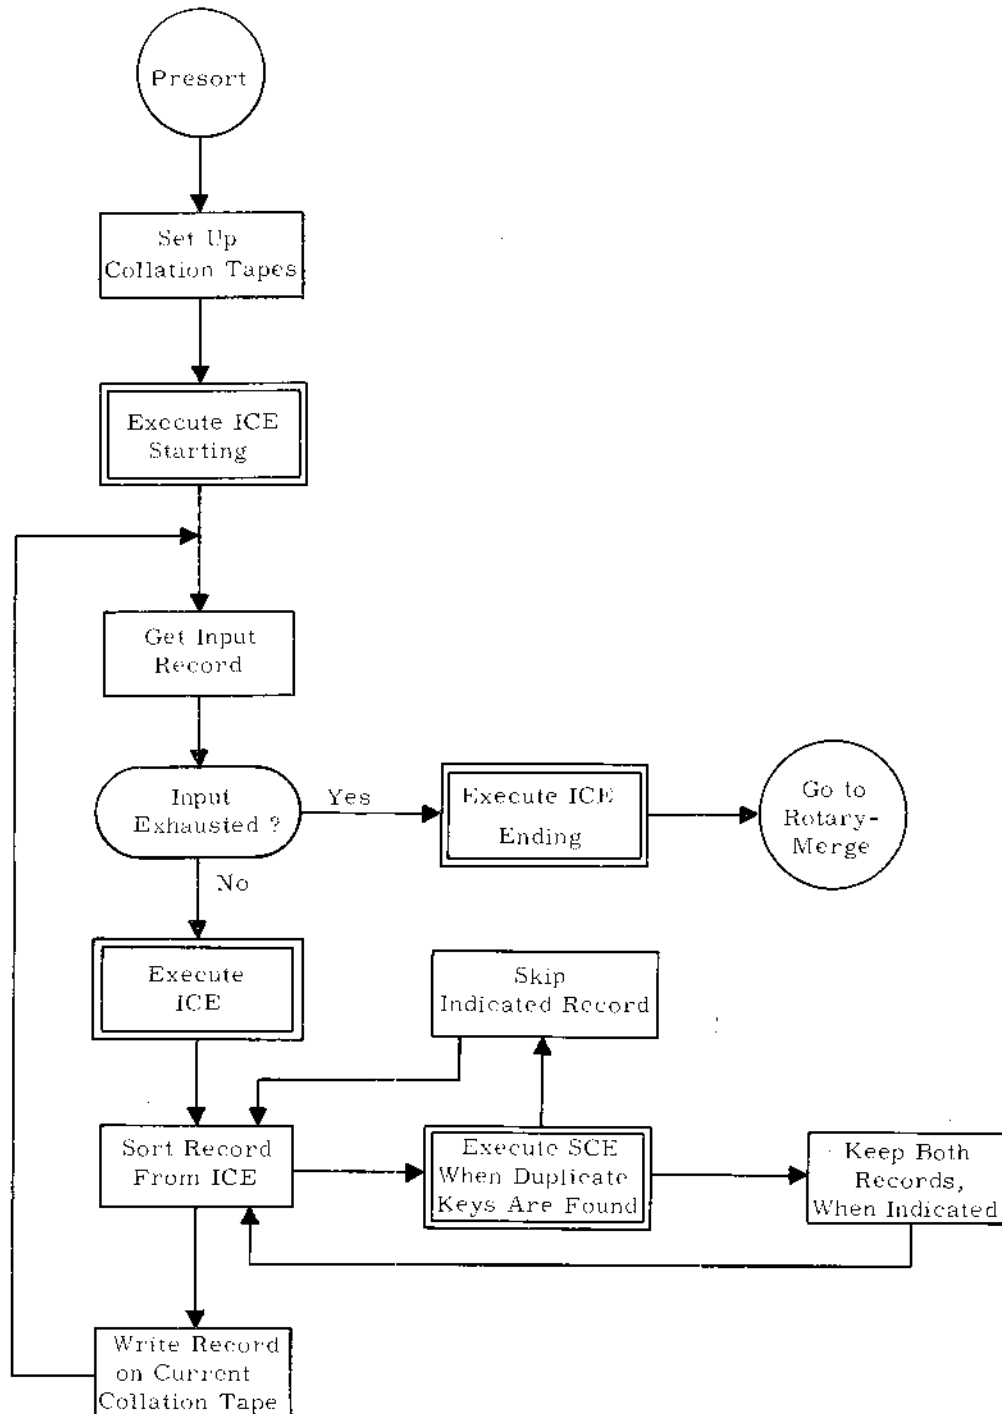 Presort
Set Up
Collation Tapes
Execute ICE
Starting
Get Input
Record
Input
Exhausted ?
Yes
Execute ICE
Ending
Go to
Rotary-
Merge
No
Execute
ICE
Skip
Indicated Record
Sort Record
From ICE
Execute SCE
When Duplicate
Keys Are Found
Keep Both
Records,
When Indicated
Write Record
on Current
Collation Tape